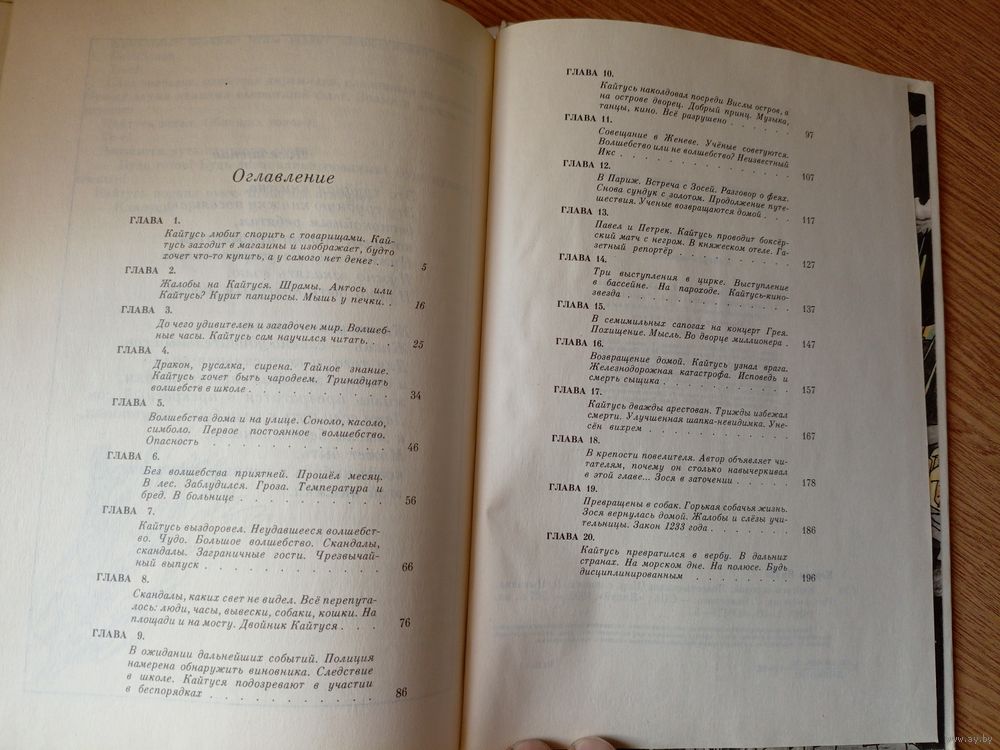 Оглавление
ГЛАВА 1.
Кайтусь любит спорить с товарищами. Кай-
тусь заходит в магазины и изображает, будто
хочет что-то купить, а у самого нет денег . . 5
ГЛАВА 2.
Жалобы на Кайтуся. Шрамы. Антось или
Кайтусь? Курит папиросы. Мышь у печки. . 16
ГЛАВА 3.
До чего удивителен и загадочен мир. Волшеб-
ные часы. Кайтусь сам научился читать. . . 25
ГЛАВА 4.
Дракон, русалка, сирена. Тайное знание.
Кайтусь хочет быть чародеем. Тринадцать
волшебств в школе . . . . . . . . . . 34
ГЛАВА 5.
Волшебства дома и на улице. Соноло, касоло,
симболо. Первое постоянное волшебство.
Опасность . . . . . . . . . . . . . 46
ГЛАВА 6.
Без волшебства приятней. Прошёл месяц.
В лес. Заблудился. Гроза. Температура и
бред. В больнице . . . . . . . . . . 56
ГЛАВА 7.
Кайтусь выздоровел. Неудавшееся волшебст-
во. Чудо. Большое волшебство. Скандалы,
скандалы. Заграничные гости. Чрезвычай-
ный выпуск . . . . . . . . . . . . . 66
ГЛАВА 8.
Скандалы, каких свет не видел. Всё перепута-
лось: люди, часы, вывески, собаки, кошки. На
площади и на мосту. Двойник Кайтуся . . . 76
ГЛАВА 9.
В ожидании дальнейших событий. Полиция
намерена обнаружить виновника. Следствие
в школе. Кайтуся подозревают в участии
в беспорядках . . . . . . . . . . . . 86
ГЛАВА 10.
Кайтусь наколдовал посреди Вислы остров, а
на острове дворец. Добрый принц. Музыка,
танцы, кино. Всё разрушено . . . . . . 97
ГЛАВА 11.
Совещание в Женеве. Учёные советуются.
Волшебство или не волшебство? Неизвестный
Икс . . . . . . . . . . . . . . . 107
ГЛАВА 12.
В Париж. Встреча с Зосей. Разговор о феях.
Снова сундук с золотом. Продолжение путе-
шествия. Ученые возвращаются домой . . . 117
ГЛАВА 13.
Павел и Петрек. Кайтусь проводит боксёр-
ский матч с негром. В княжеском отеле. Га-
зетный репортёр . . . . . . . . . . . 127
ГЛАВА 14.
Три выступления в цирке. Выступление
в бассейне. На пароходе. Кайтусь-кино-
звезда . . . . . . . . . . . . . . 137
ГЛАВА 15.
В семимильных сапогах на концерт Грея.
Похищение. Мысль. Во дворце миллионера . 147
ГЛАВА 16.
Возвращение домой. Кайтусь узнал врага.
Железнодорожная катастрофа. Исповедь и
смерть сыщика . . . . . . . . . . . 157
ГЛАВА 17.
Кайтусь дважды арестован. Трижды избежал
смерти. Улучшенная шапка-невидимка. Уне-
сён вихрем . . . . . . . . . . . . 167
ГЛАВА 18.
В крепости повелителя. Автор объявляет чи-
тателям, почему он столько навычеркивал
в этой главе... Зося в заточении . . . . . 178
ГЛАВА 19.
Превращены в собак. Горькая собачья жизнь.
Зося вернулась домой. Жалобы и слёзы учи-
тельницы. Закон 1233 года . . . . . . . 186
ГЛАВА 20.
Кайтусь превратился в вербу. В дальних
странах. На морском дне. На полюсе. Будь
дисциплинированным . . . . . . . . . 196
www.ay.by